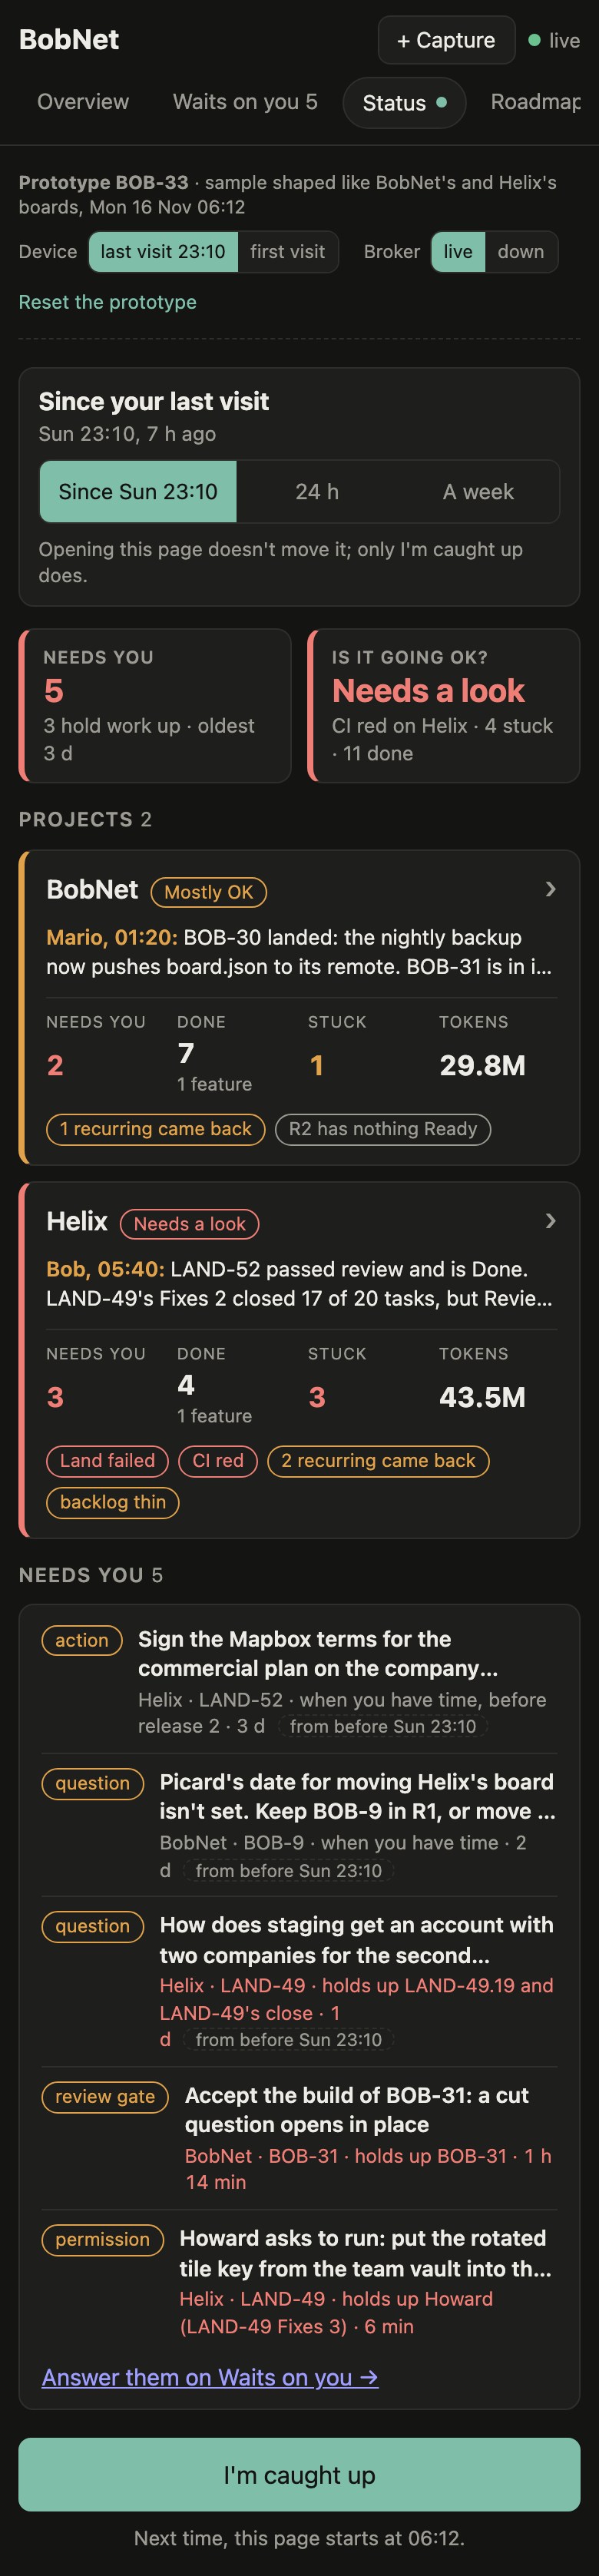 BobNet
+ Capture
live
Overview
Waits on you 5
Status
Roadmap
Prototype BOB-33 · sample shaped like BobNet's and Helix's
boards, Mon 16 Nov 06:12
Device
last visit 23:10
first visit
Broker
live
down
Reset the prototype
Since your last visit
Sun 23:10, 7 h ago
Since Sun 23:10
24 h
A week
Opening this page doesn't move it; only I'm caught up
does.
NEEDS YOU
5
3 hold work up · oldest
3 d
IS IT GOING OK?
Needs a look
CI red on Helix · 4 stuck
· 11 done
PROJECTS 2
BobNet
Mostly OK
Mario, 01:20: BOB-30 landed: the nightly backup
now pushes board.json to its remote. BOB-31 is in i...
NEEDS YOU
DONE
STUCK
TOKENS
2
7
1 feature
1
29.8M
1 recurring came back
R2 has nothing Ready
Helix
Needs a look
Bob, 05:40: LAND-52 passed review and is Done.
LAND-49's Fixes 2 closed 17 of 20 tasks, but Revie...
NEEDS YOU
DONE
STUCK
TOKENS
3
4
1 feature
3
43.5M
Land failed
CI red
2 recurring came back
backlog thin
NEEDS YOU 5
action
Sign the Mapbox terms for the
commercial plan on the company...
Helix · LAND-52 · when you have time, before
release 2 · 3 d
from before Sun 23:10
question
Picard's date for moving Helix's board
isn't set. Keep BOB-9 in R1, or move ...
BobNet · BOB-9 · when you have time · 2
d
from before Sun 23:10
question
How does staging get an account with
two companies for the second...
Helix · LAND-49 · holds up LAND-49.19 and
LAND-49's close · 1
d
from before Sun 23:10
review gate
Accept the build of BOB-31: a cut
question opens in place
BobNet · BOB-31 · holds up BOB-31 · 1 h
14 min
permission
Howard asks to run: put the rotated
tile key from the team vault into th...
Helix · LAND-49 · holds up Howard
(LAND-49 Fixes 3) · 6 min
Answer them on Waits on you →
I'm caught up
Next time, this page starts at 06:12.